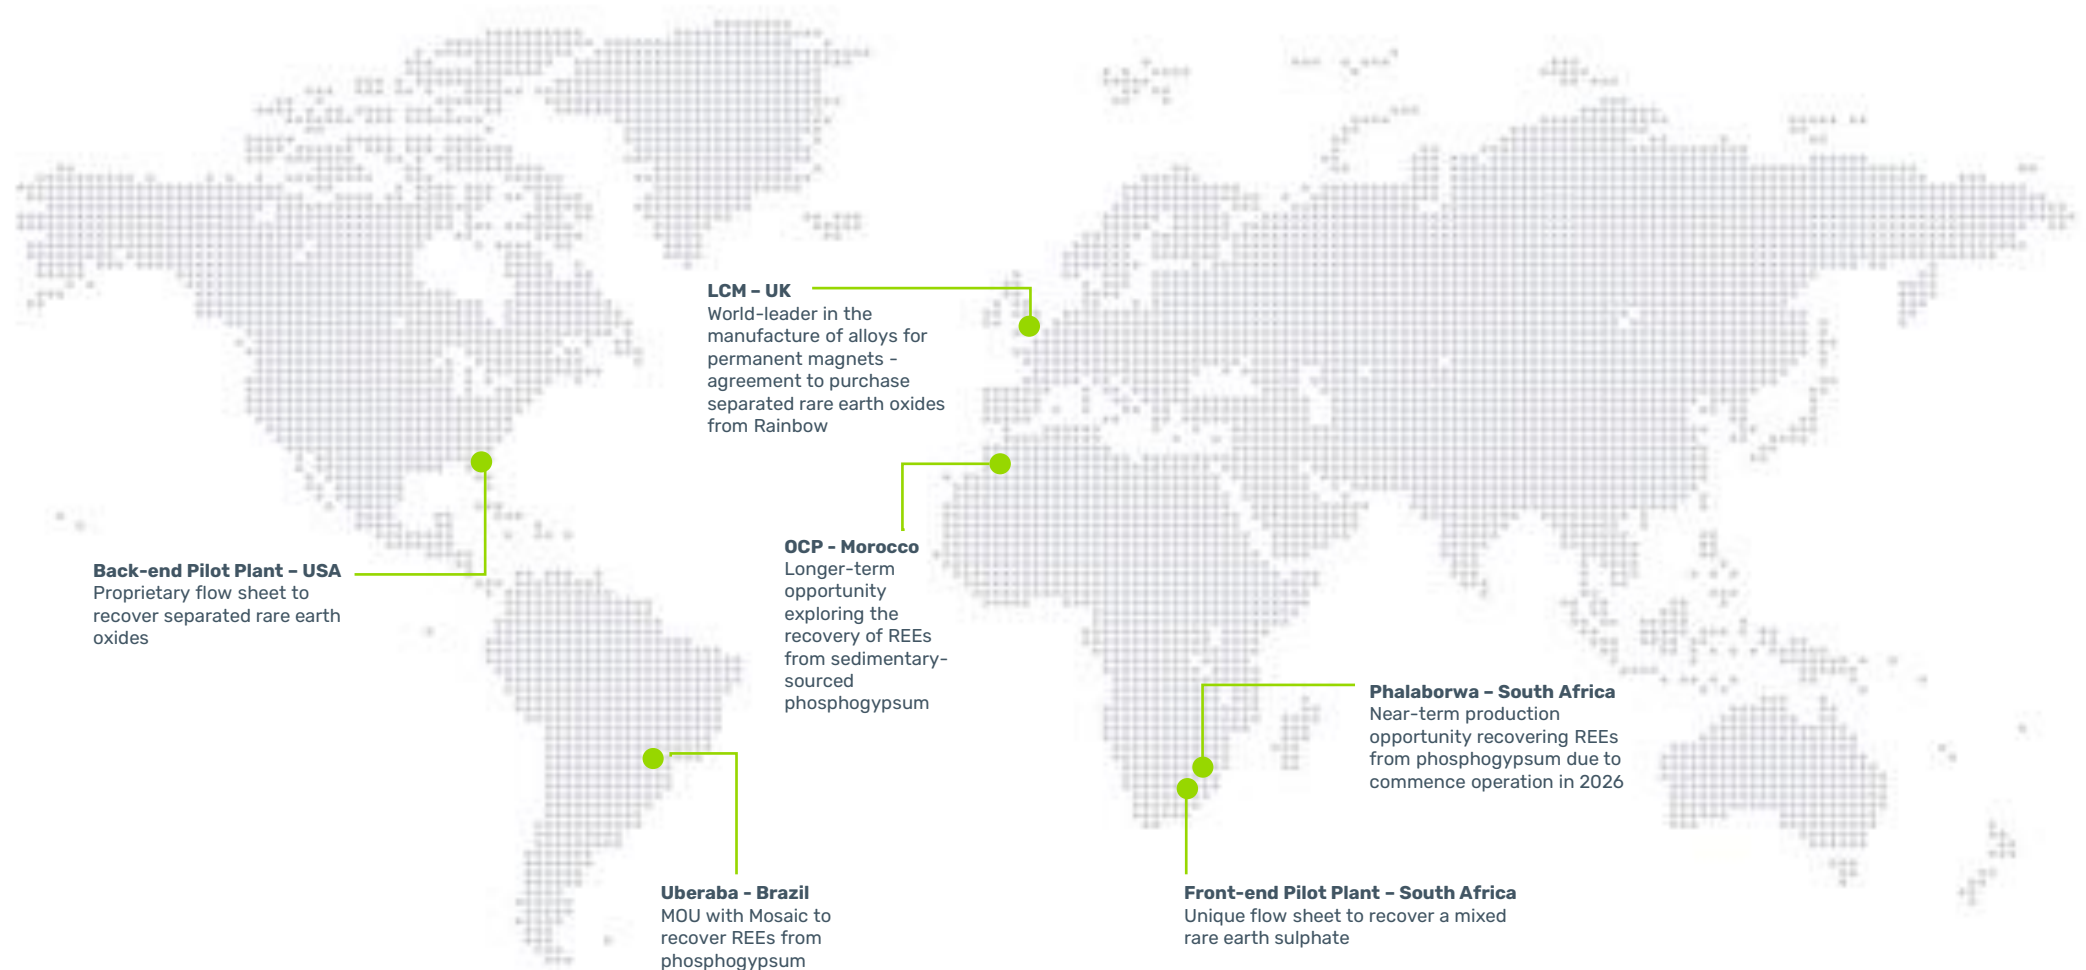 LCM – UK
World-leader in the
manufacture of alloys for
permanent magnets -
agreement to purchase
separated rare earth oxides
from Rainbow
OCP - Morocco
Longer-term
opportunity
exploring the
recovery of REEs
from sedimentary-
sourced
phosphogypsum
Back-end Pilot Plant – USA
Proprietary flow sheet to
recover separated rare earth
oxides
Phalaborwa – South Africa
Near-term production
opportunity recovering REEs
from phosphogypsum due to
commence operation in 2026
Uberaba - Brazil
MOU with Mosaic to
recover REEs from
phosphogypsum
Front-end Pilot Plant – South Africa
Unique flow sheet to recover a mixed
rare earth sulphate